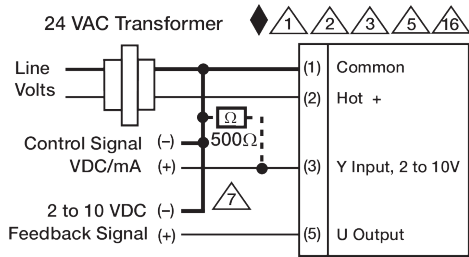 24 VAC Transformer
1 2 3 5 16
Line
Volts
(1) Common
(2) Hot +
Ω
500Ω
Control Signal (–)
VDC/mA (+)
(3) Y Input, 2 to 10V
7
2 to 10 VDC (–)
Feedback Signal (+)
(5) U Output